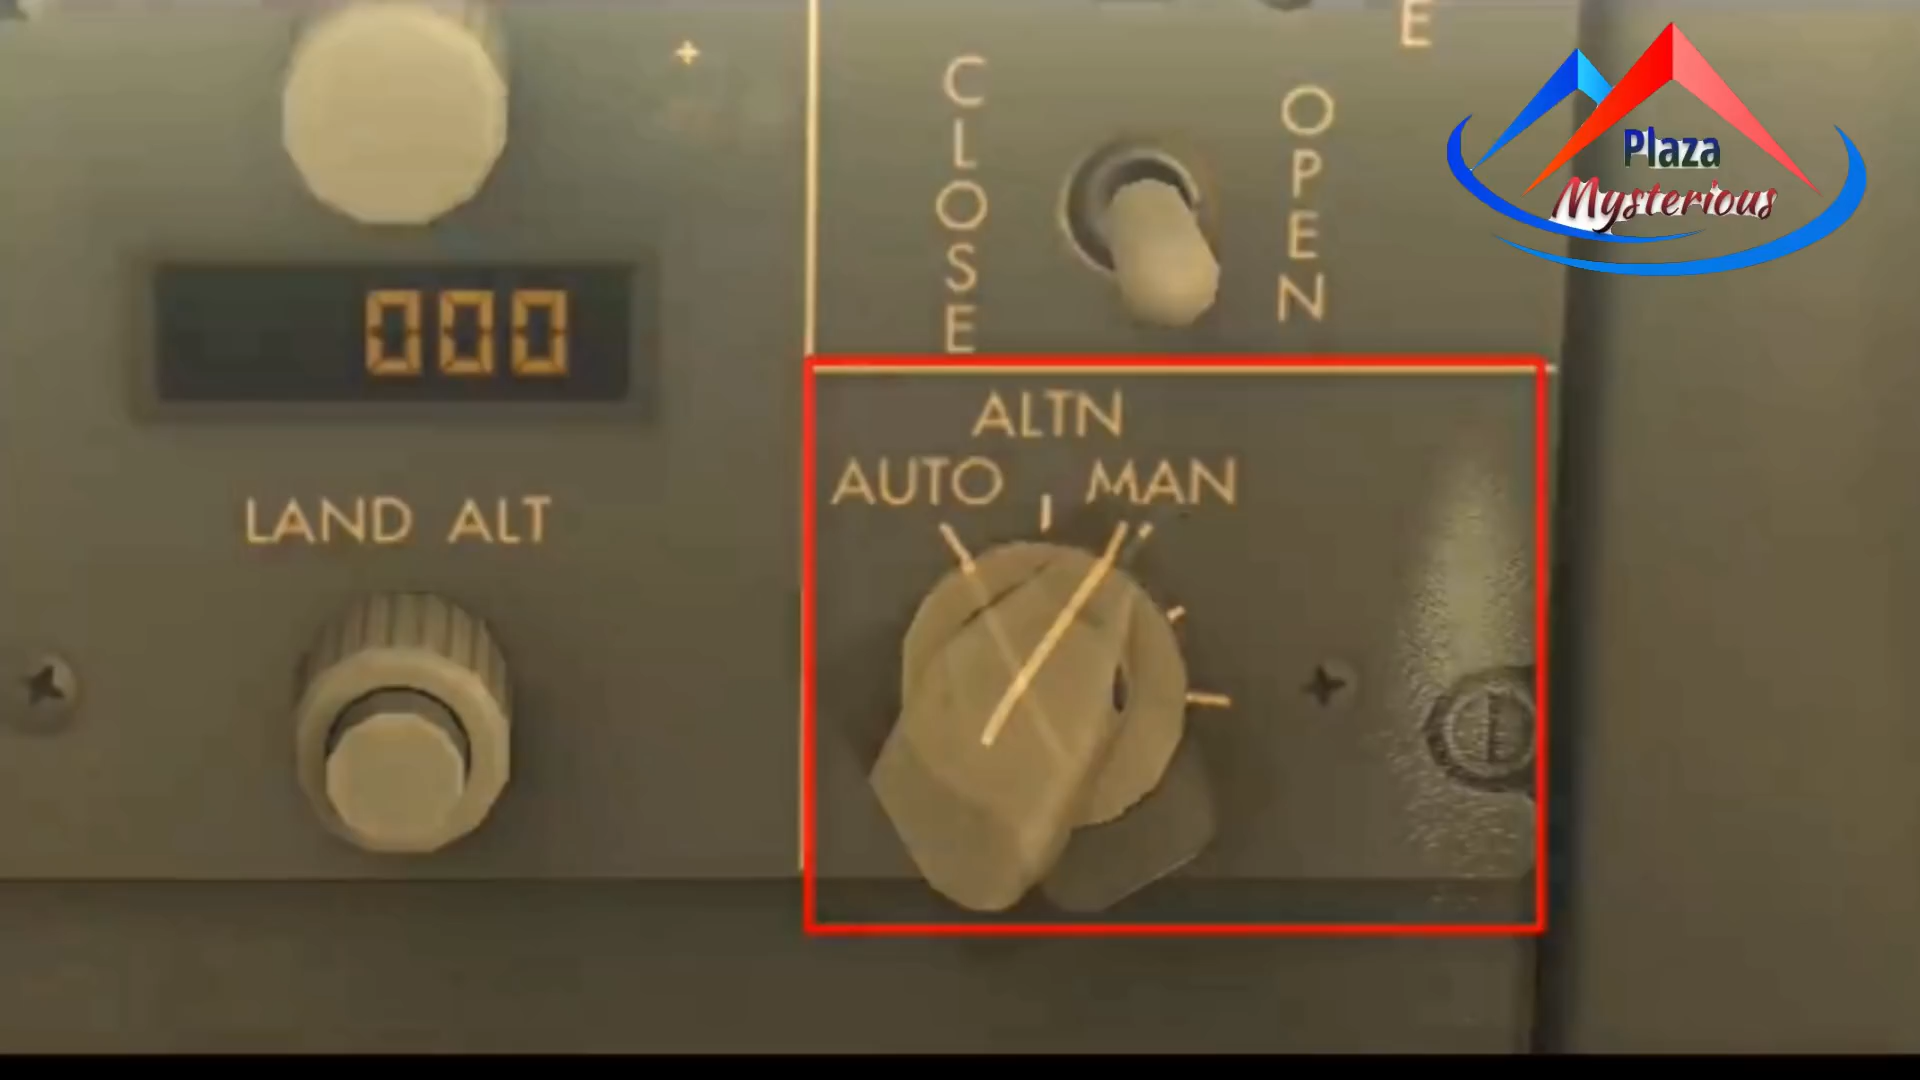 E
CLOSE
OPEN
Plaza
Mysterious
000
LAND ALT
ALTN
AUTO
MAN